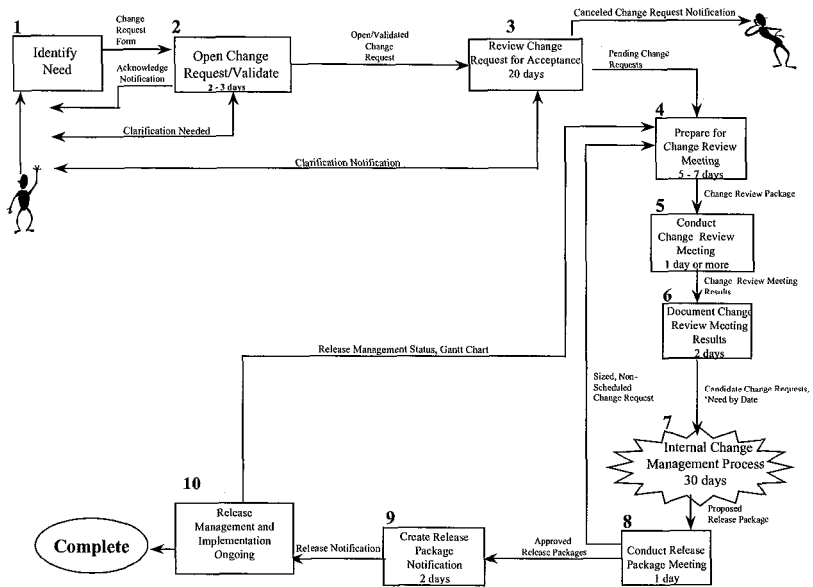 1
Identify
Need
Change
Request
Form
Acknowledge
Notification
2
Open Change
Request/Validate
2 - 3 days
Open/Validated
Change
Request
3
Review Change
Request for Acceptance
20 days
Canceled Change Request Notification
Pending Change
Requests
Clarification Needed
Clarification Notification
4
Prepare for
Change Review
Meeting
5 - 7 days
Change Review Package
5
Conduct
Change Review
Meeting
1 day or more
Change Review Meeting
Results
6
Document Change
Review Meeting
Results
2 days
Release Management Status, Gantt Chart
Sized, Non-
Scheduled
Change Request
Candidate Change Requests,
'Need by Date
7
Internal Change
Management Process
30 days
Proposed
Release Package
8
Conduct Release
Package Meeting
1 day
Approved
Release Packages
9
Create Release
Package
Notification
2 days
Release Notification
10
Release
Management and
Implementation
Ongoing
Complete